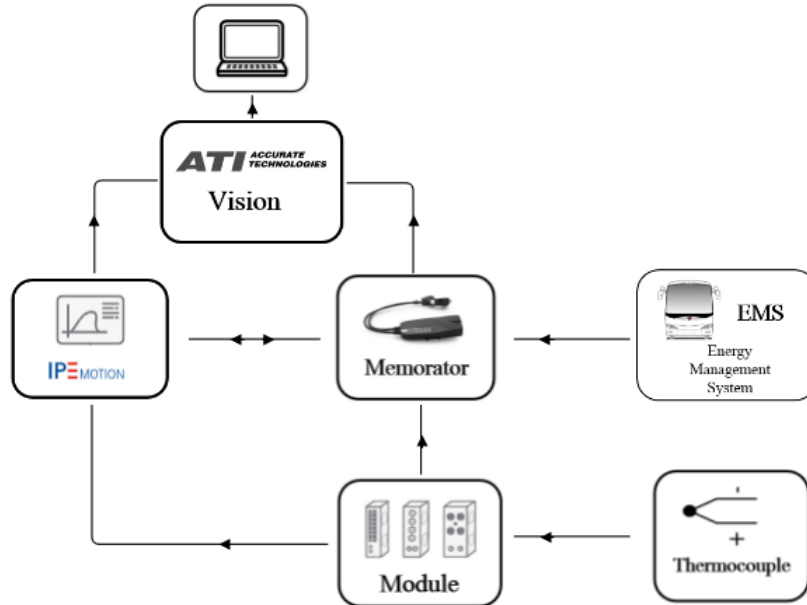 ATI ACCURATE
TECHNOLOGIES
Vision
IPEMOTION
Memorator
EMS
Energy
Management
System
Module
-
+
Thermocouple